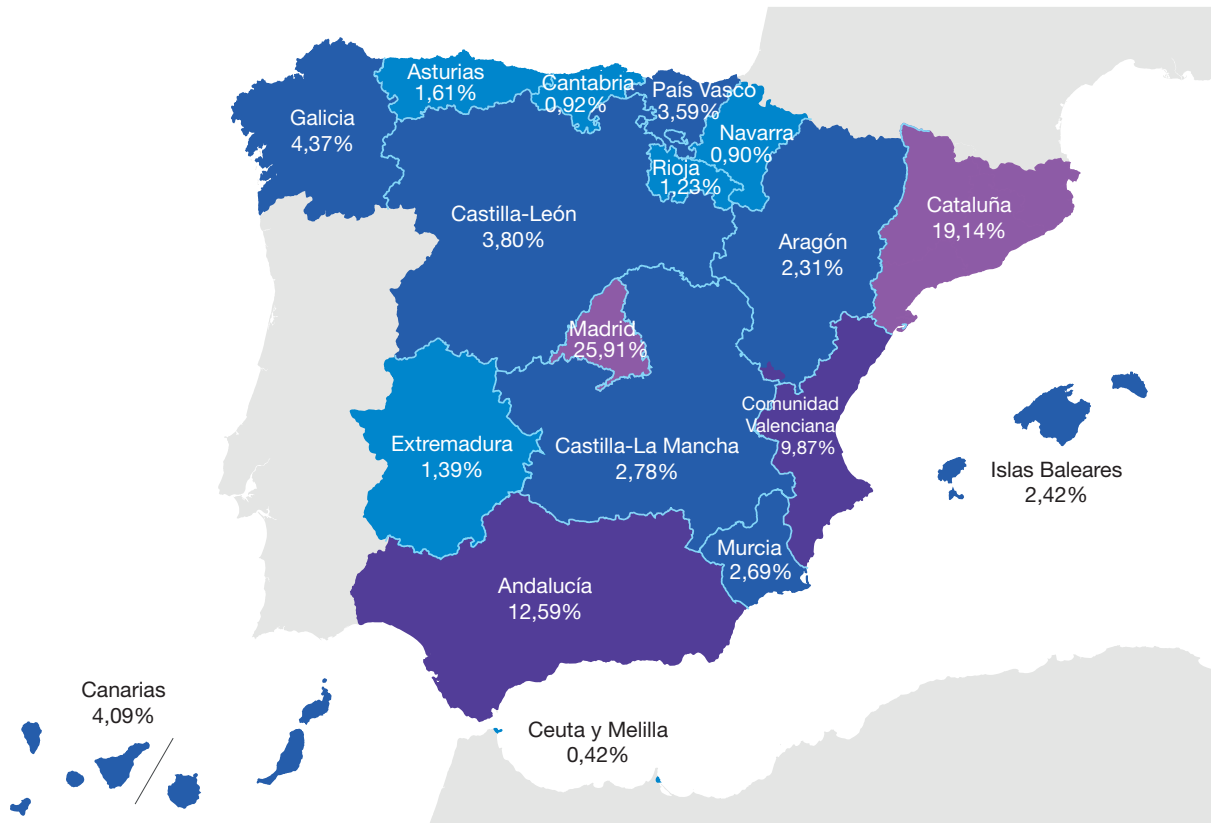 Asturias
1,61%
Cantabria
0,92%
País Vasco
3,59%
Galicia
4,37%
Navarra
0,90%
Rioja
1,23%
Castilla-León
3,80%
Cataluña
19,14%
Aragón
2,31%
Madrid
25,91%
Comunidad
Valenciana
9,87%
Extremadura
1,39%
Castilla-La Mancha
2,78%
Islas Baleares
2,42%
Murcia
2,69%
Andalucía
12,59%
Canarias
4,09%
Ceuta y Melilla
0,42%